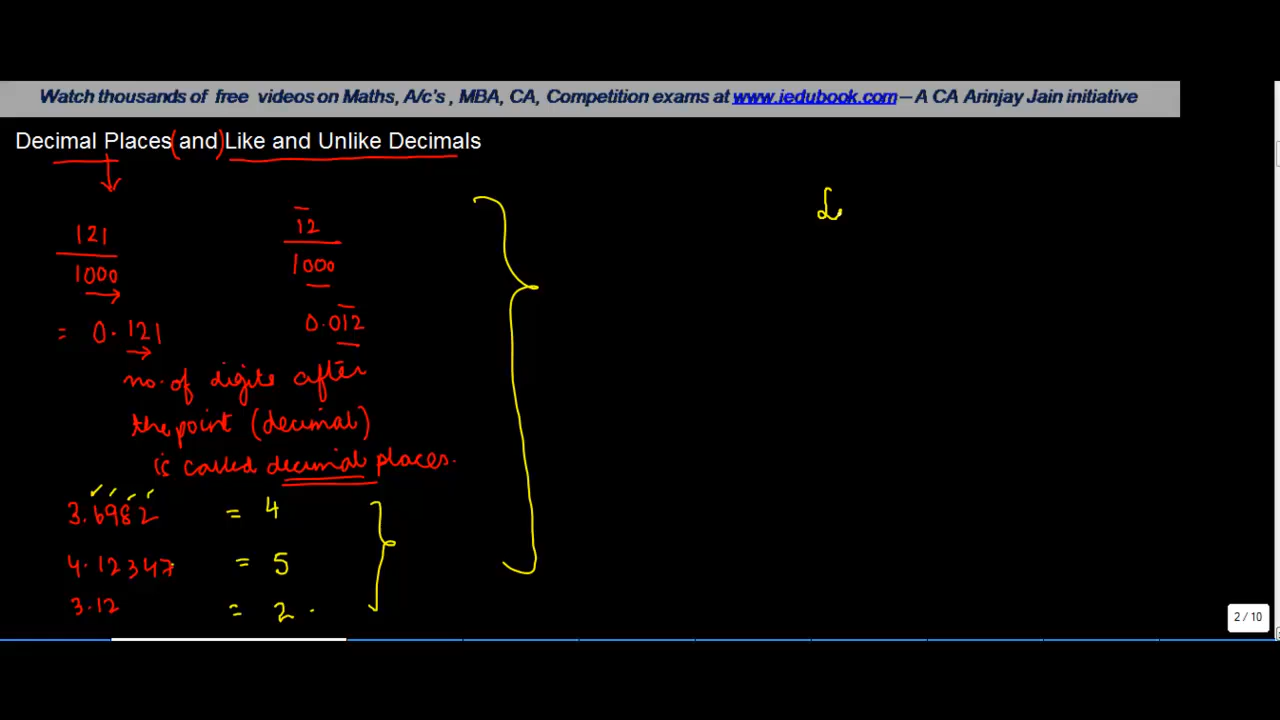 Watch thousands of free videos on Maths, A/c's , MBA, CA, Competition exams at www.iedubook.com – A CA Arinjay Jain initiative
Decimal Places (and) Like and Unlike Decimals
121
1000
= 0.121
12
1000
0.012
no. of digits after
the point (decimal)
is called decimal places.
3.6982 = 4
4.12347 = 5
3.12 = 2
2 / 10